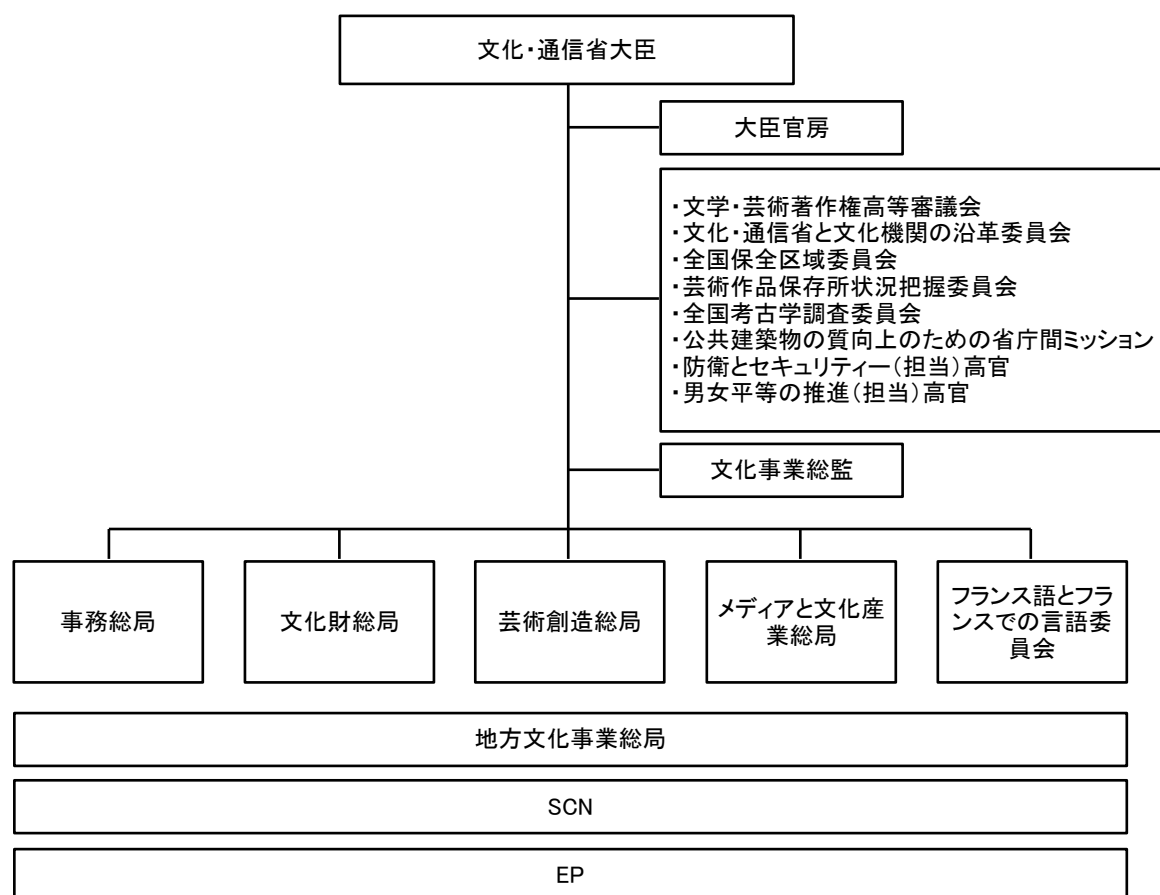 文化・通信省大臣
大臣官房
・文学・芸術著作権高等審議会
・文化・通信省と文化機関の沿革委員会
・全国保全区域委員会
・芸術作品保存所状況把握委員会
・全国考古学調査委員会
・公共建築物の質向上のための省庁間ミッション
・防衛とセキュリティー(担当)高官
・男女平等の推進(担当)高官
文化事業総監
事務総局
文化財総局
芸術創造総局
メディアと文化産
業総局
フランス語とフラ
ンスでの言語委
員会
地方文化事業総局
SCN
EP